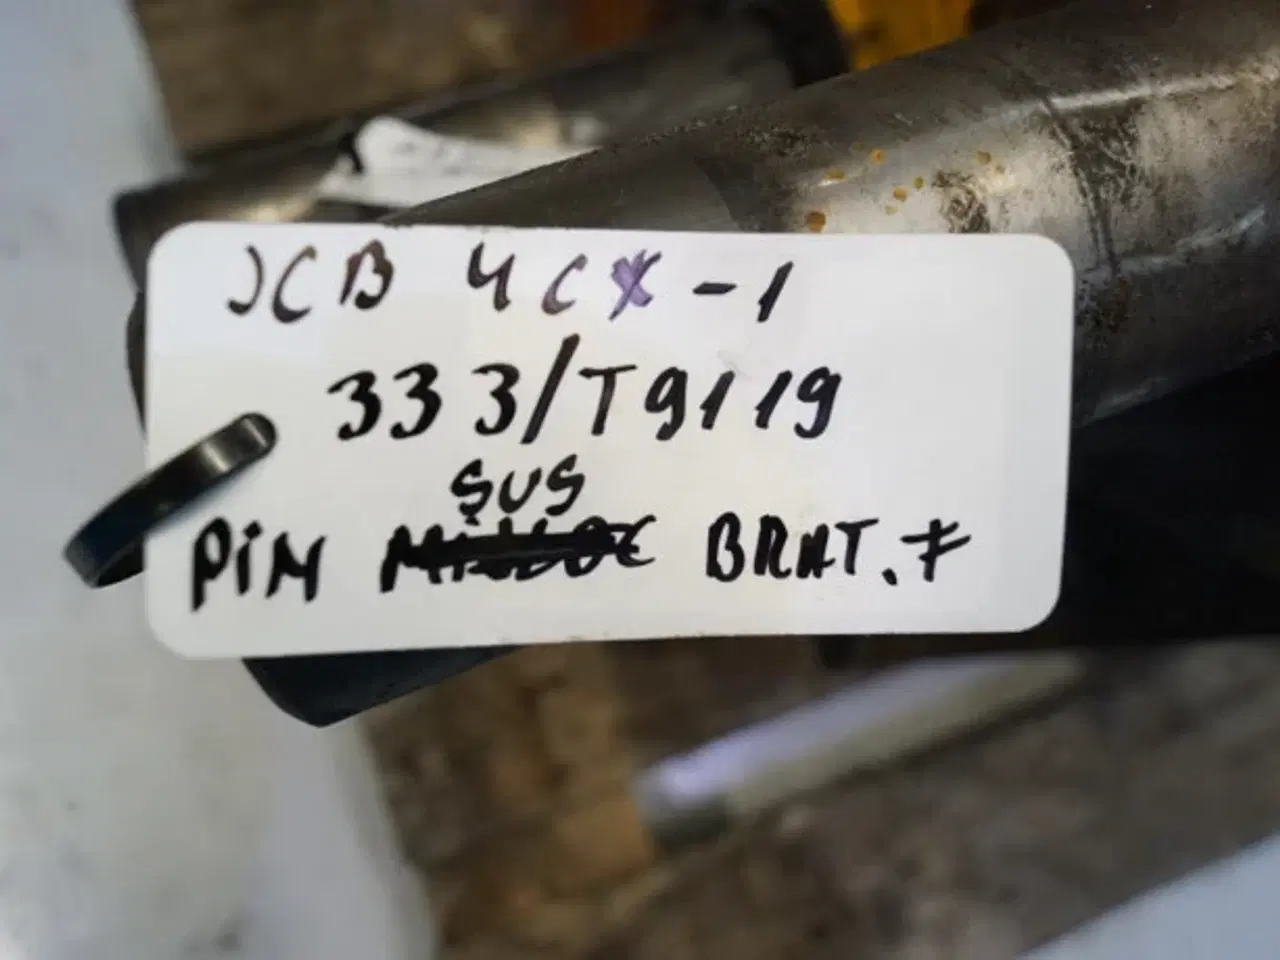 JCB 4CX-1
333/T9119
SUS
PIN BRAT. F